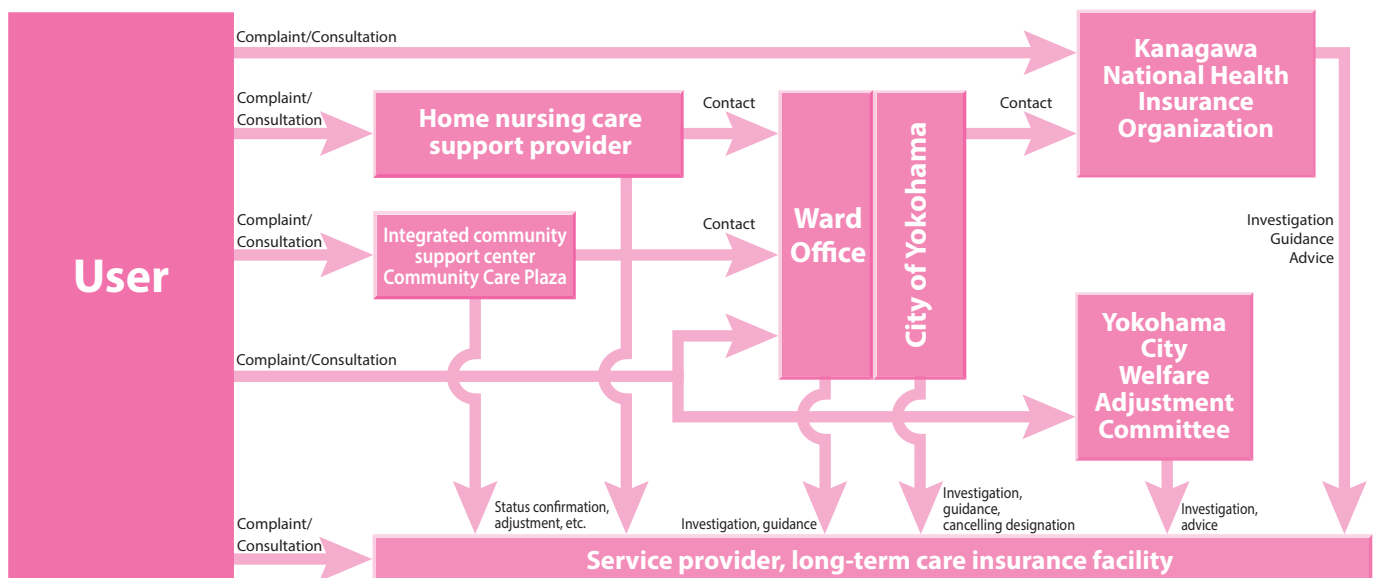 Complaint/Consultation
Kanagawa
National Health
Insurance
Organization
Complaint/
Consultation
Home nursing care
support provider
Contact
Ward
Office
City of Yokohama
Contact
Complaint/
Consultation
Integrated community
support center
Community Care Plaza
Contact
Investigation
Guidance
Advice
User
Complaint/Consultation
Yokohama
City
Welfare
Adjustment
Committee
Status confirmation,
adjustment, etc.
Investigation, guidance
Investigation,
guidance,
cancelling designation
Investigation,
advice
Complaint/
Consultation
Service provider, long-term care insurance facility